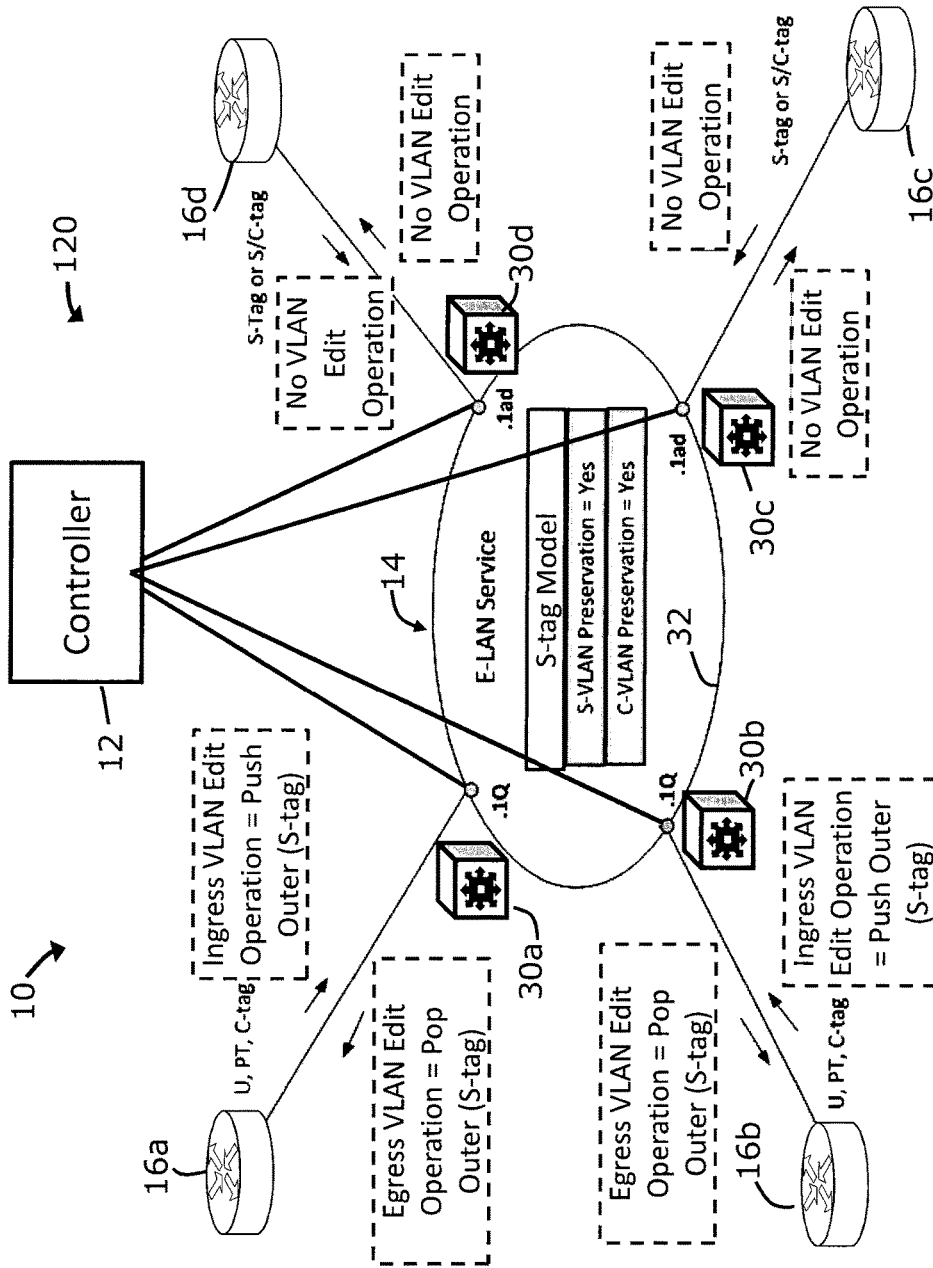 10
120
Controller
12
16a
U, PT, C-tag
Ingress VLAN Edit
Operation = Push
Outer (S-tag)
Egress VLAN Edit
Operation = Pop
Outer (S-tag)
30a
.1Q
14
E-LAN Service
S-tag Model
S-VLAN Preservation = Yes
C-VLAN Preservation = Yes
32
16d
S-Tag or S/C-tag
No VLAN
Edit
Operation
No VLAN Edit
Operation
30d
.1ad
Egress VLAN Edit
Operation = Pop
Outer (S-tag)
16b
U, PT, C-tag
.1Q
30b
Ingress VLAN
Edit Operation
= Push Outer
(S-tag)
.1ad
30c
No VLAN Edit
Operation
No VLAN Edit
Operation
S-tag or S/C-tag
16c